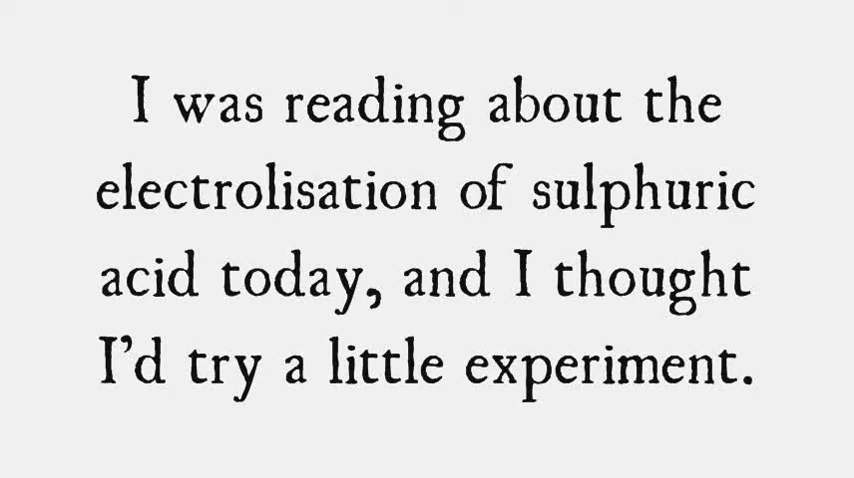 I was reading about the
electrolisation of sulphuric
acid today, and I thought
I’d try a little experiment.